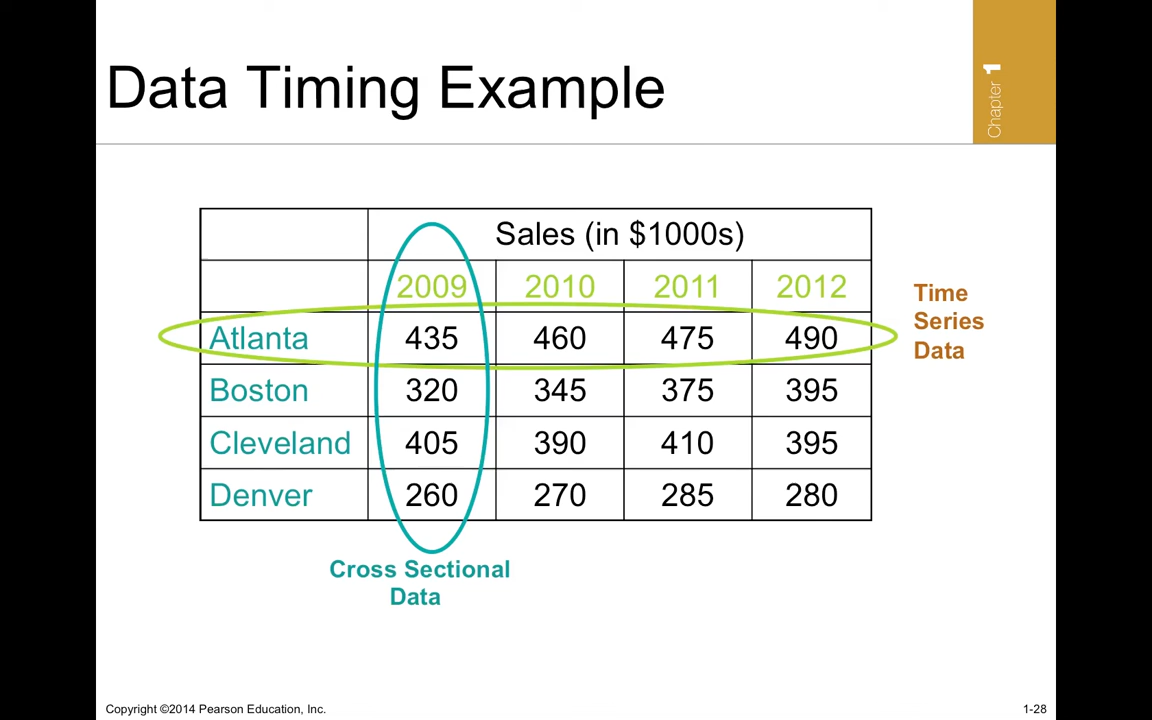 Data Timing Example
Chapter 1
Sales (in $1000s)
2009 2010 2011 2012
Atlanta 435 460 475 490
Boston 320 345 375 395
Cleveland 405 390 410 395
Denver 260 270 285 280
Time
Series
Data
Cross Sectional
Data
Copyright ©2014 Pearson Education, Inc.
1-28